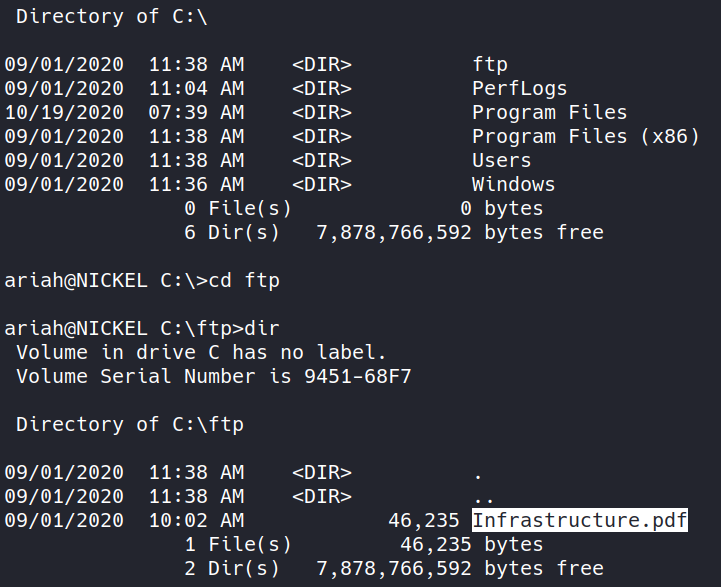 Directory of C:\
09/01/2020  11:38 AM    <DIR>          ftp
09/01/2020  11:04 AM    <DIR>          PerfLogs
10/19/2020  07:39 AM    <DIR>          Program Files
09/01/2020  11:38 AM    <DIR>          Program Files (x86)
09/01/2020  11:38 AM    <DIR>          Users
09/01/2020  11:36 AM    <DIR>          Windows
               0 File(s)              0 bytes
               6 Dir(s)   7,878,766,592 bytes free
ariah@NICKEL C:\>cd ftp
ariah@NICKEL C:\ftp>dir
 Volume in drive C has no label.
 Volume Serial Number is 9451-68F7
 Directory of C:\ftp
09/01/2020  11:38 AM    <DIR>          .
09/01/2020  11:38 AM    <DIR>          ..
09/01/2020  10:02 AM            46,235 Infrastructure.pdf
               1 File(s)         46,235 bytes
               2 Dir(s)   7,878,766,592 bytes free